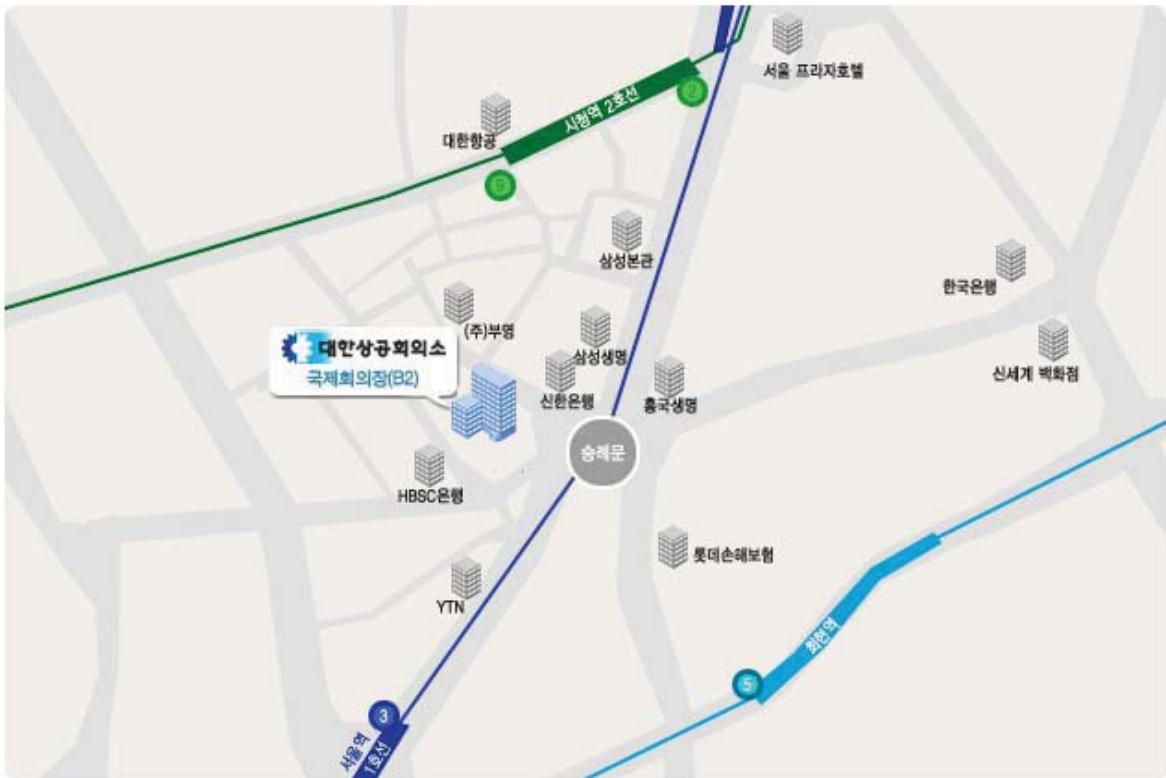 서울 프라자호텔
시청역 2호선
2
대한항공
9
삼성본관
한국은행
(주)부영
대한상공회의소
국제회의장(B2)
삼성생명
신한은행
흥국생명
신세계 백화점
숭례문
HBSC은행
롯데손해보험
YTN
회현역
5
3
서울역
1호선